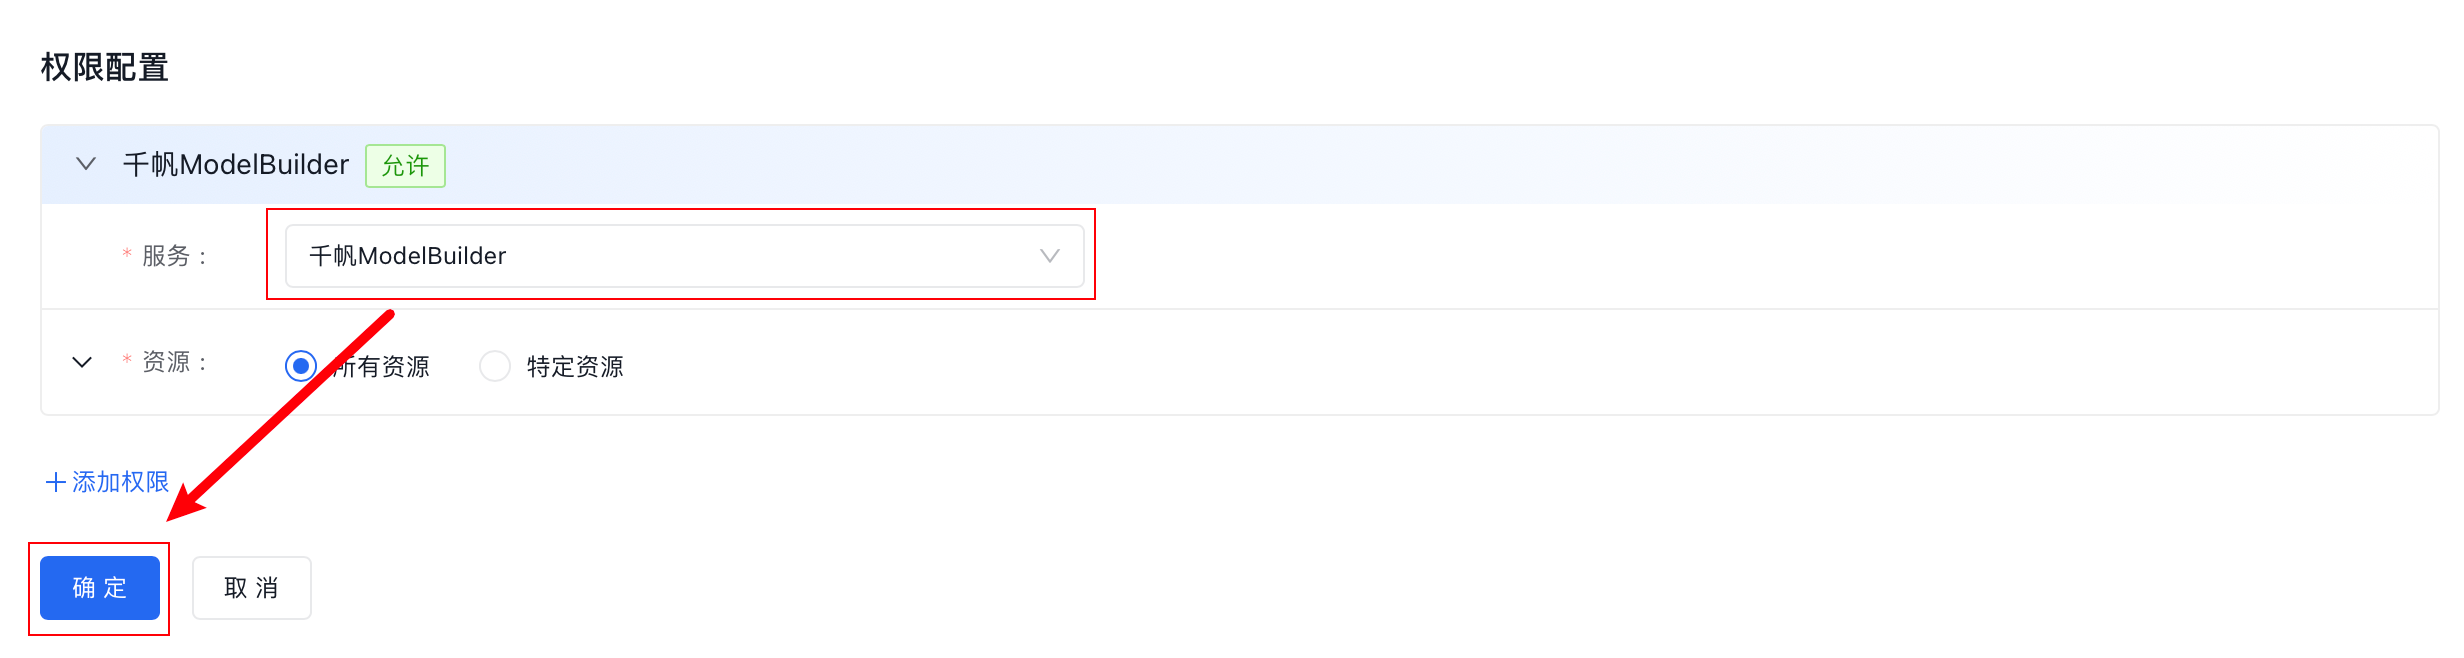 权限配置
千帆ModelBuilder 允许
* 服务：
千帆ModelBuilder
* 资源：
所有资源 特定资源
+添加权限
确定 取消